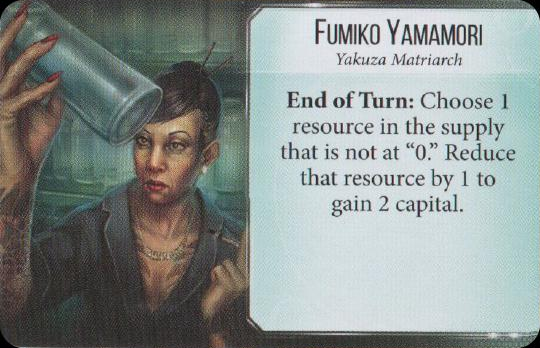 FUMIKO YAMAMORI
Yakuza Matriarch
End of Turn: Choose 1
resource in the supply
that is not at “0.” Reduce
that resource by 1 to
gain 2 capital.